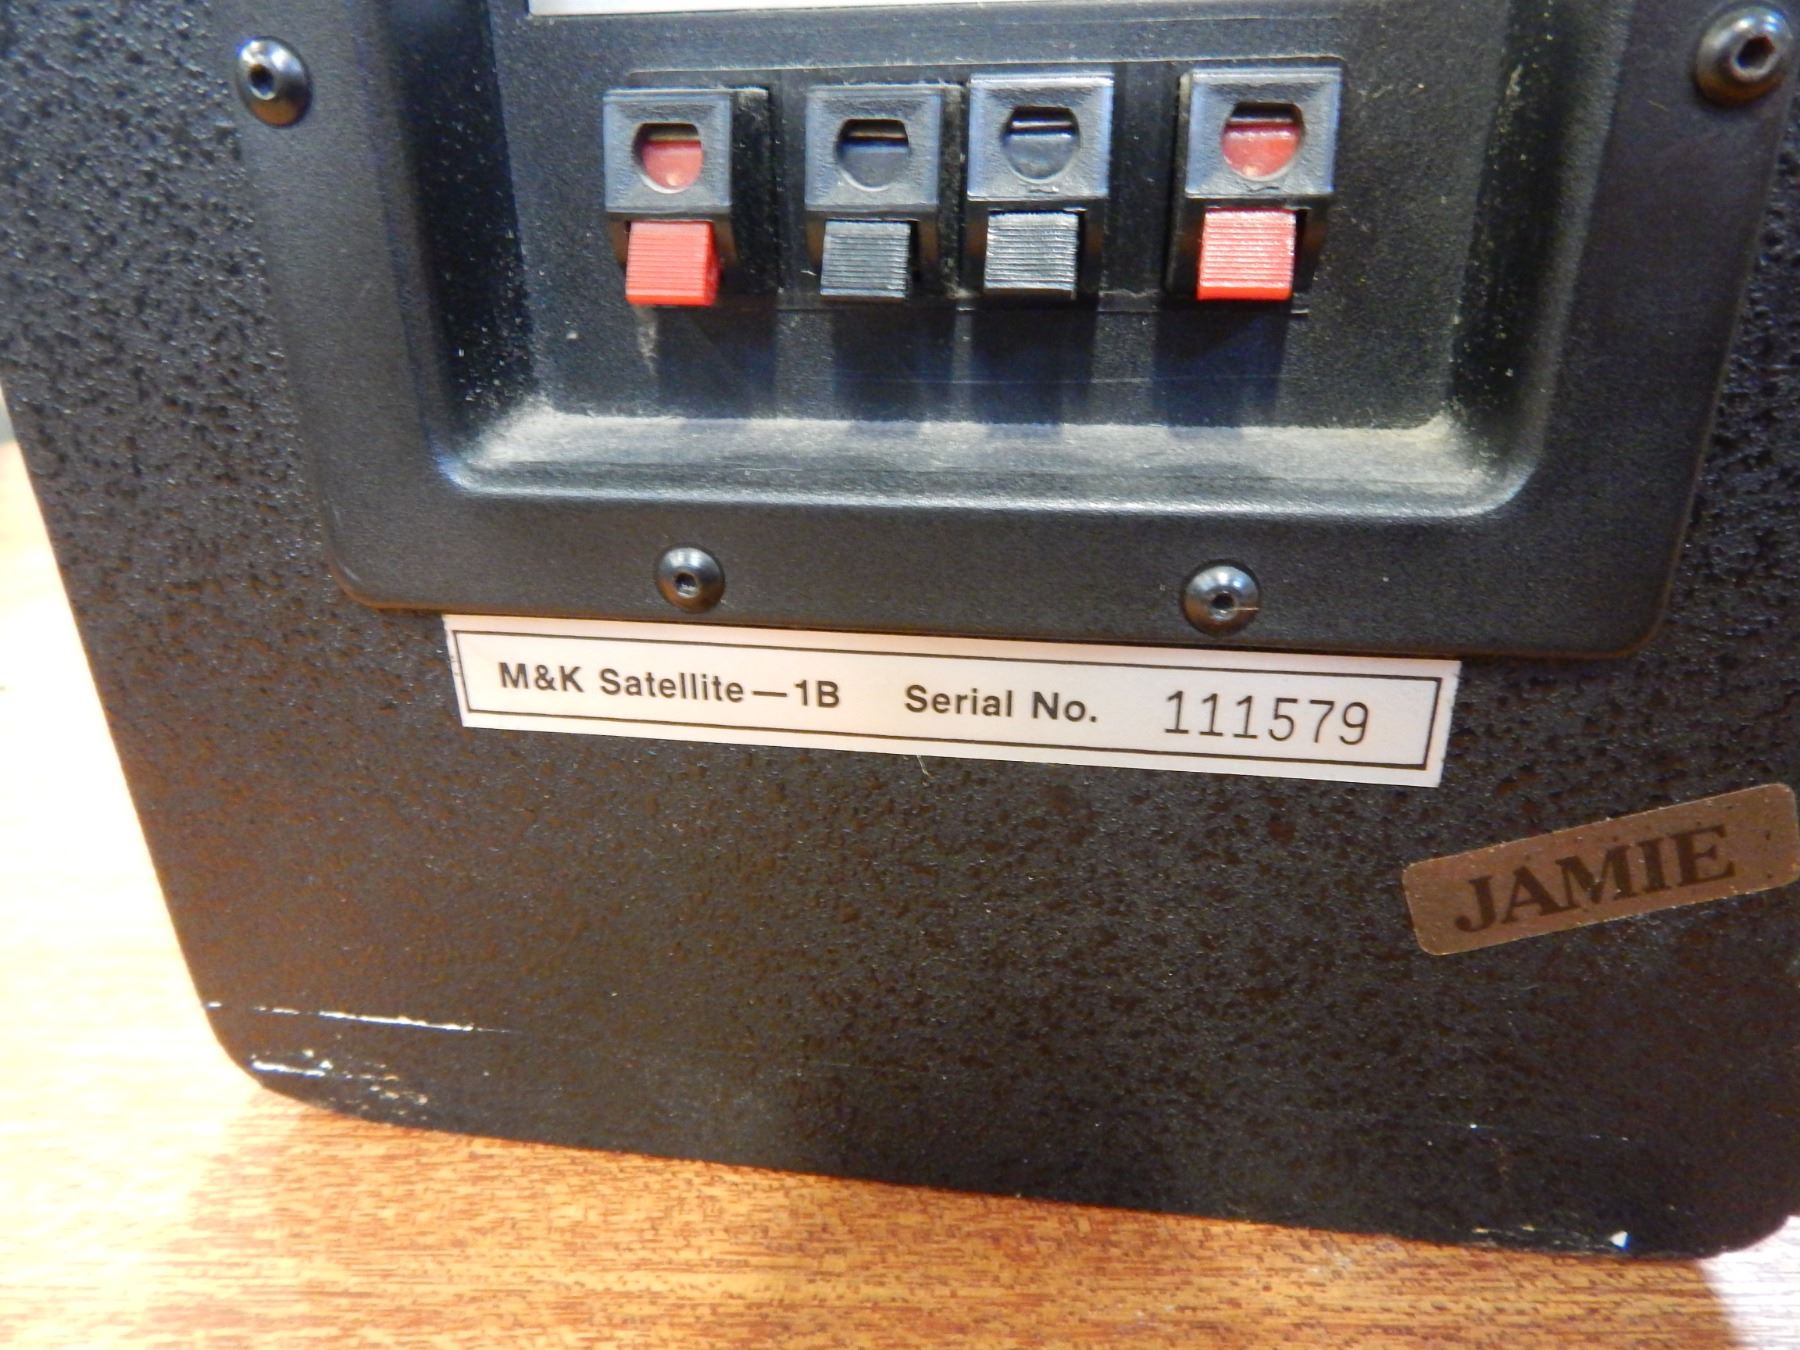 M&K Satellite—1B Serial No. 111579
JAMIE